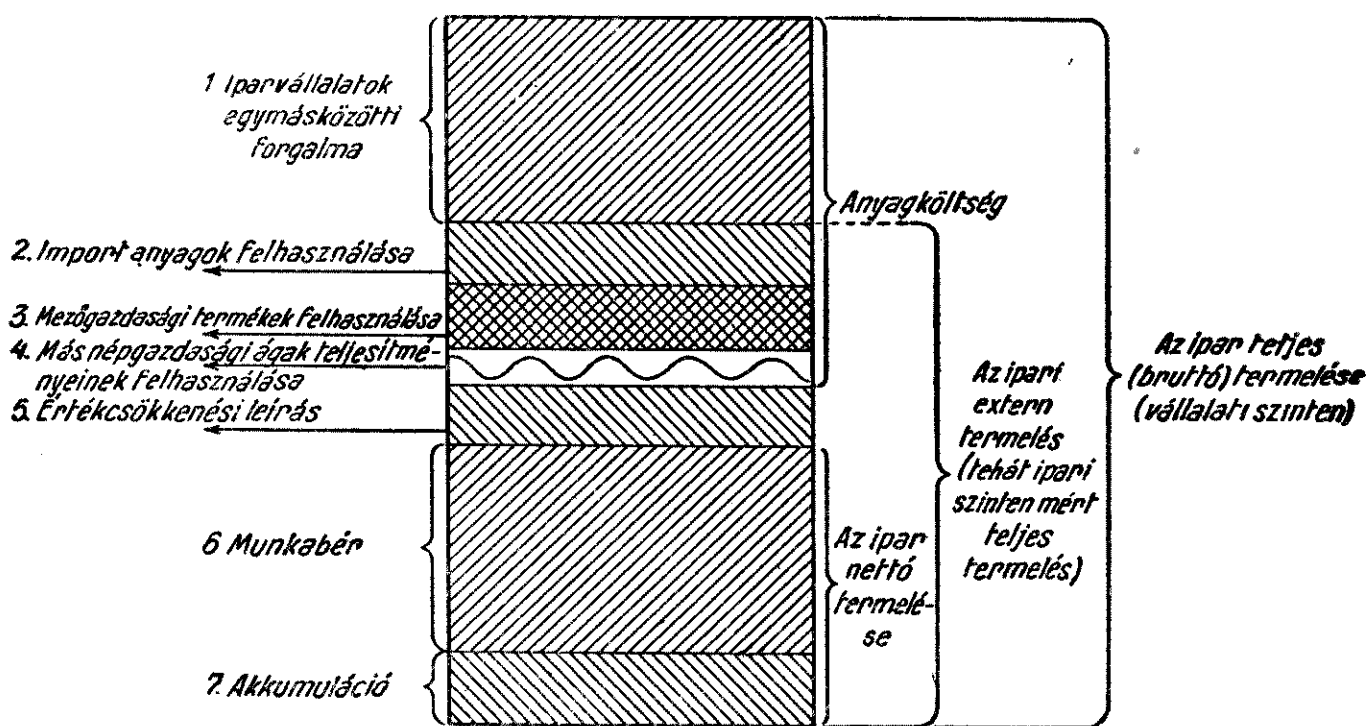 1 Iparvállalatok
egymásközötti
forgalma
2. Import anyagok felhasználása
3. Mezőgazdasági termékek felhasználása
4. Más népgazdasági ágak teljesítmé-
nyeinek felhasználása
5. Értékcsökkenési leírás
6 Munkabér
7. Akkumuláció
Anyagköltség
Az ipar
nettó
termelé-
se
Az ipari
extern
termelés
(tehát ipari
szinten mért
teljes
termelés)
Az ipar teljes
(bruttó) termelése
(vállalati szinten)